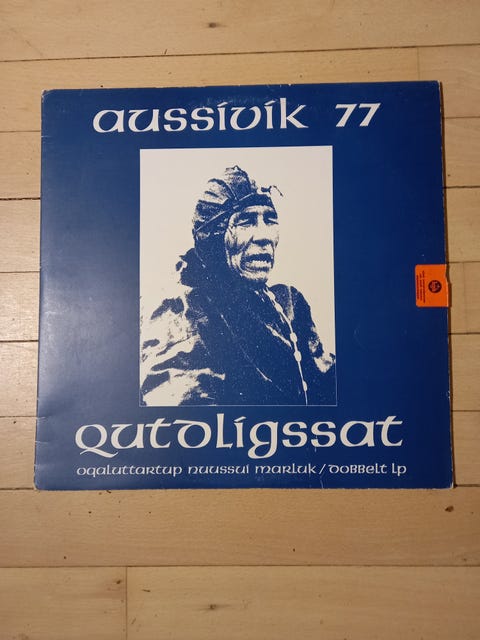 aussivik 77
qutdligssat
oqaluttartup nuussui marluk / dobbelt lp